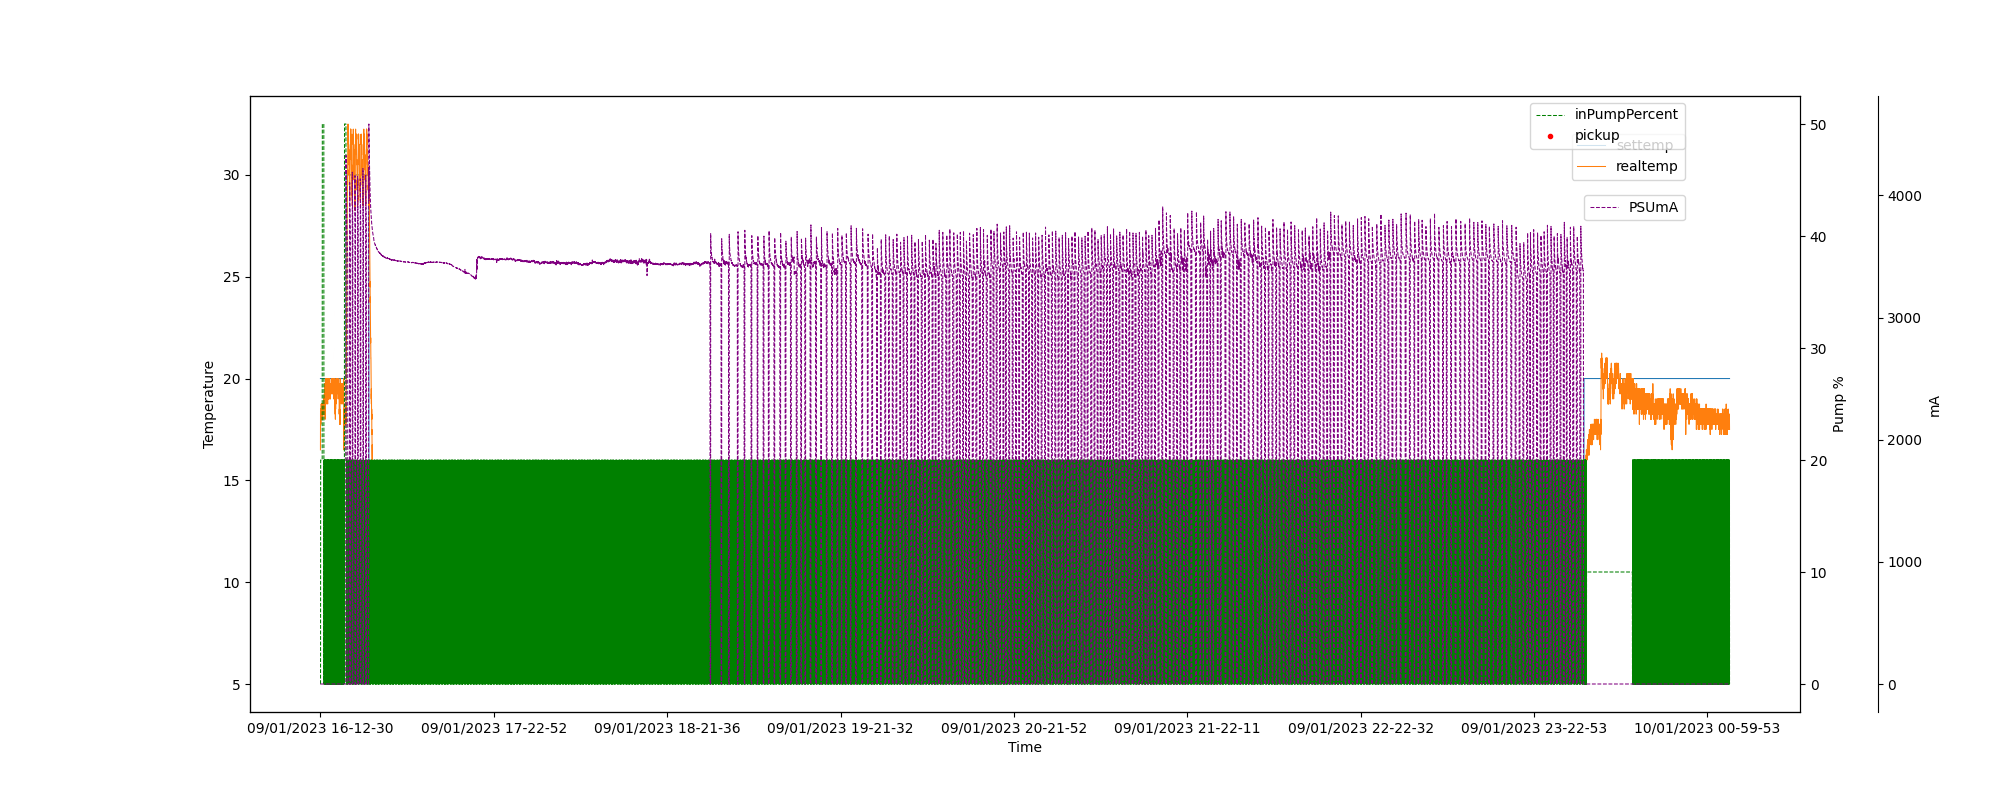 inPumpPercent
pickup
settemp
realtemp
PSUmA
30
25
20
15
10
5
Temperature
50
40
30
20
10
0
Pump %
4000
3000
2000
1000
0
mA
09/01/2023 16-12-30
09/01/2023 17-22-52
09/01/2023 18-21-36
09/01/2023 19-21-32
09/01/2023 20-21-52
09/01/2023 21-22-11
09/01/2023 22-22-32
09/01/2023 23-22-53
10/01/2023 00-59-53
Time